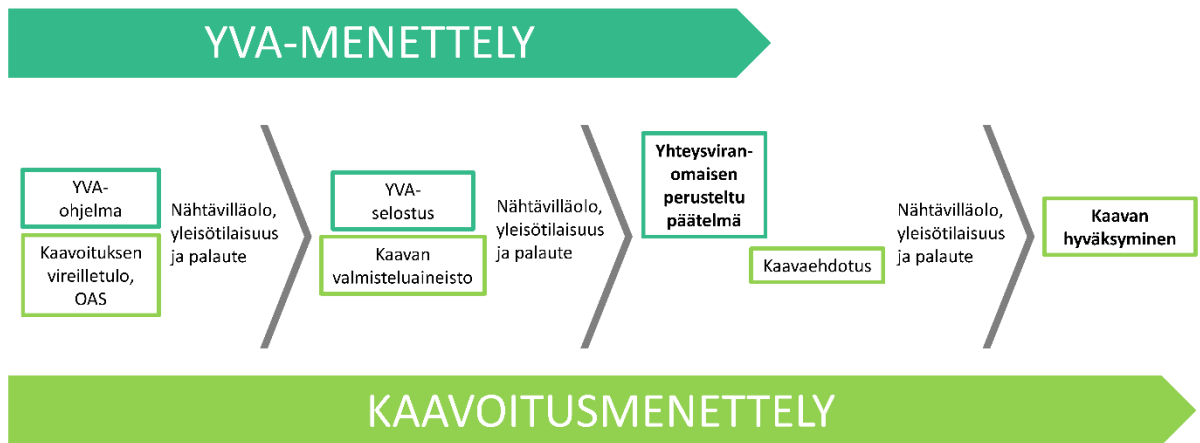 YVA-MENETTELY
YVA-
ohjelma
Kaavoituksen
vireilletulo,
OAS
Nähtävilläolo,
yleisötilaisuus
ja palaute
YVA-
selostus
Kaavan
valmisteluaineisto
Nähtävilläolo,
yleisötilaisuus
ja palaute
Yhteysviran-
omaisen
perusteltu
päätelmä
Kaavaehdotus
Nähtävilläolo,
yleisötilaisuus
ja palaute
Kaavan
hyväksyminen
KAAVOITUSMENETTELY